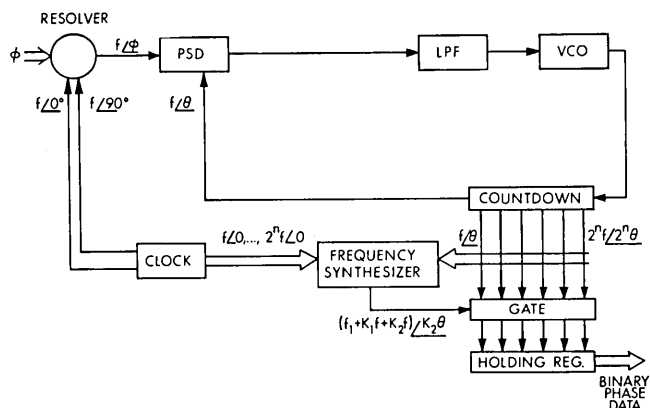 RESOLVER
ϕ
f∠ϕ
PSD
LPF
VCO
f∠0°
f∠90°
f∠θ
COUNTDOWN
f∠0,..., 2ⁿf∠0
f∠θ
2ⁿf∠2ⁿθ
CLOCK
FREQUENCY
SYNTHESIZER
GATE
(f₁+K₁f+K₂f)∠K₂θ
HOLDING REG.
BINARY
PHASE
DATA